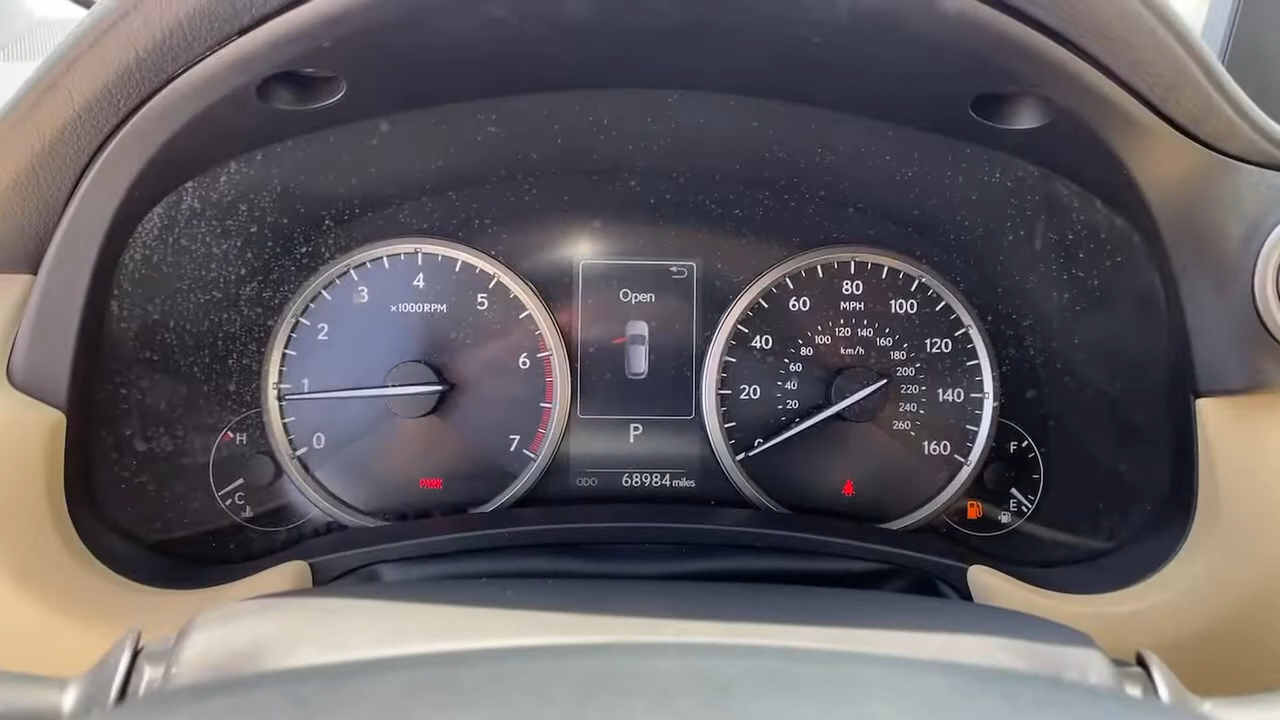 Open
P
ODO 68984 miles
4
3 5
×1000RPM
2
6
1
0 7
PARK
H
C
80
60 MPH 100
40 120
20 140
0 160
120 140
100 160
80 km/h 180
60 200
40 220
20 240
260
F
E